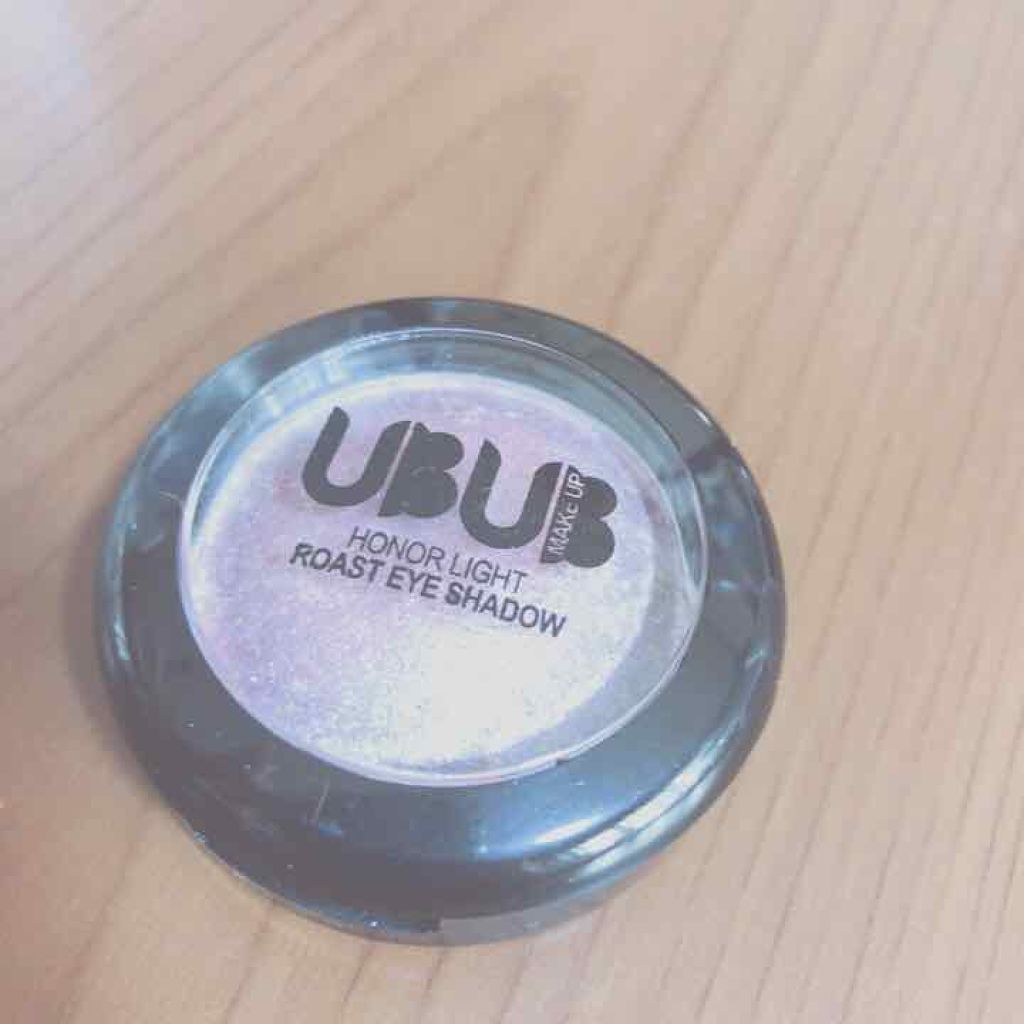 UBUB
MAKE UP
HONOR LIGHT
ROAST EYE SHADOW